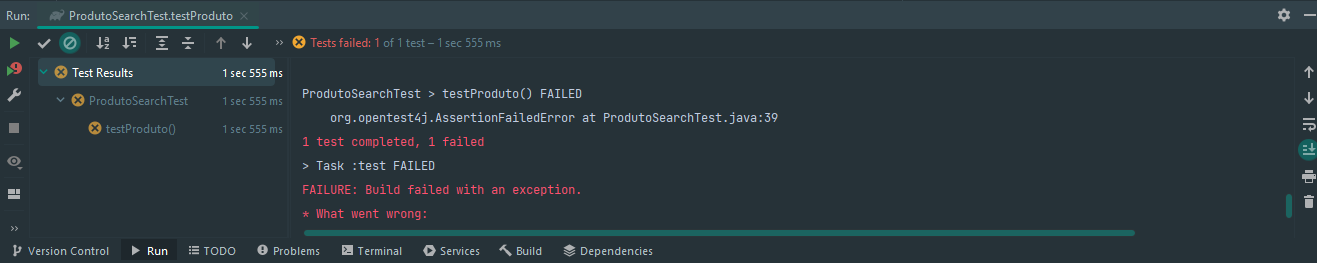 Run: ProdutoSearchTest.testProduto
Tests failed: 1 of 1 test – 1 sec 555 ms
Test Results 1 sec 555 ms
ProdutoSearchTest 1 sec 555 ms
testProduto() 1 sec 555 ms
ProdutoSearchTest > testProduto() FAILED
org.opentest4j.AssertionFailedError at ProdutoSearchTest.java:39
1 test completed, 1 failed
> Task :test FAILED
FAILURE: Build failed with an exception.
* What went wrong:
Version Control Run TODO Problems Terminal Services Build Dependencies